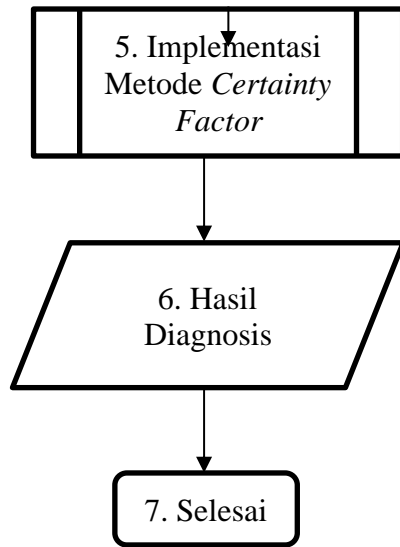 5. Implementasi
Metode Certainty
Factor
6. Hasil
Diagnosis
7. Selesai